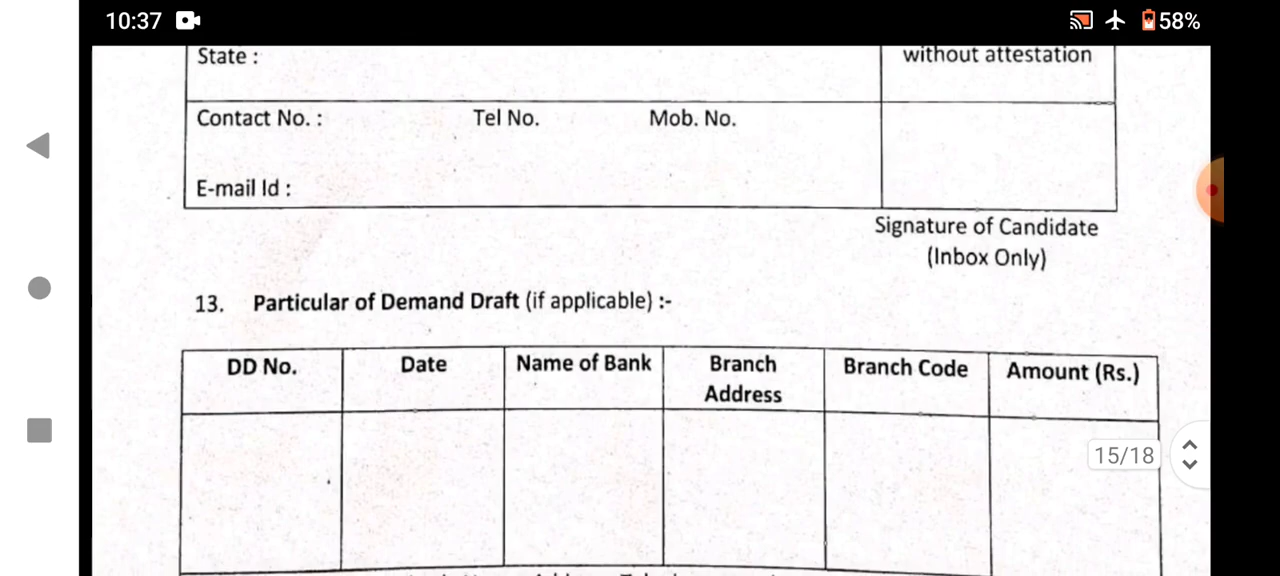 10:37 58%
State :
without attestation
Contact No. : Tel No. Mob. No.
E-mail Id :
Signature of Candidate
(Inbox Only)
13. Particular of Demand Draft (if applicable) :-
DD No. Date Name of Bank Branch Address Branch Code Amount (Rs.)
15/18